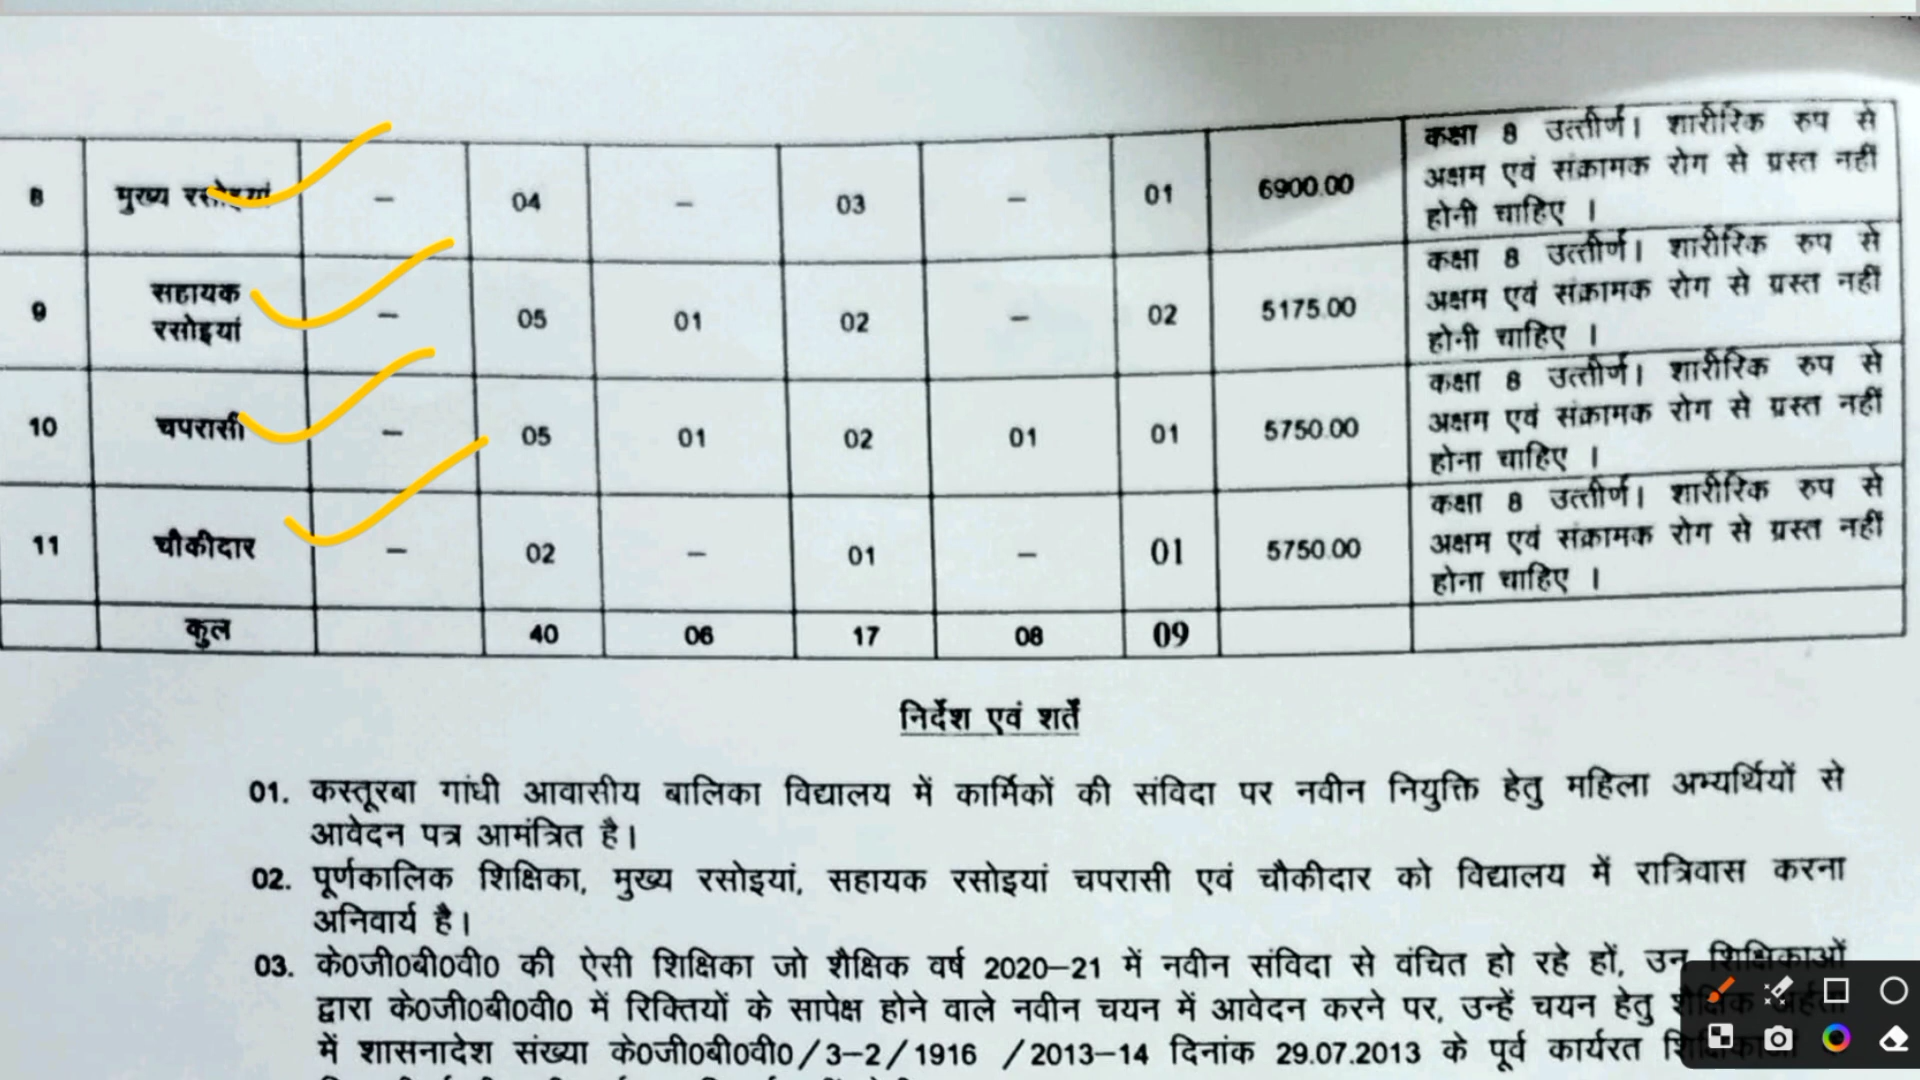 8 मुख्य रसोइयां – 04 – 03 – 01 6900.00 कक्षा 8 उत्तीर्ण। शारीरिक रुप से
अक्षम एवं संक्रामक रोग से ग्रस्त नहीं
होनी चाहिए ।
9 सहायक रसोइयां – 05 01 02 – 02 5175.00 कक्षा 8 उत्तीर्ण। शारीरिक रुप से
अक्षम एवं संक्रामक रोग से ग्रस्त नहीं
होनी चाहिए ।
10 चपरासी – 05 01 02 01 01 5750.00 कक्षा 8 उत्तीर्ण। शारीरिक रुप से
अक्षम एवं संक्रामक रोग से ग्रस्त नहीं
होना चाहिए ।
11 चौकीदार – 02 – 01 – 01 5750.00 कक्षा 8 उत्तीर्ण। शारीरिक रुप से
अक्षम एवं संक्रामक रोग से ग्रस्त नहीं
होना चाहिए ।
कुल 40 06 17 08 09
निर्देश एवं शर्तें
01. कस्तूरबा गांधी आवासीय बालिका विद्यालय में कार्मिकों की संविदा पर नवीन नियुक्ति हेतु महिला अभ्यर्थियों से
आवेदन पत्र आमंत्रित है।
02. पूर्णकालिक शिक्षिका, मुख्य रसोइयां, सहायक रसोइयां चपरासी एवं चौकीदार को विद्यालय में रात्रिवास करना
अनिवार्य है।
03. के0जी0बी0वी0 की ऐसी शिक्षिका जो शैक्षिक वर्ष 2020–21 में नवीन संविदा से वंचित हो रहे हों, उन शिक्षिकाओं
द्वारा के0जी0बी0वी0 में रिक्तियों के सापेक्ष होने वाले नवीन चयन में आवेदन करने पर, उन्हें चयन हेतु शैक्षिक
में शासनादेश संख्या के0जी0बी0वी0/3–2/1916 /2013–14 दिनांक 29.07.2013 के पूर्व कार्यरत